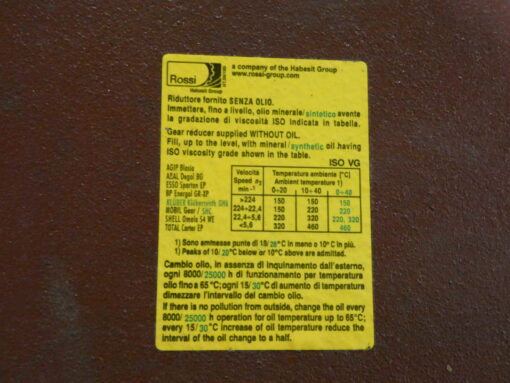 Rossi
Habasit Group
a company of the Habasit Group
www.rossi-group.com
Riduttore fornito SENZA OLIO.
Immettere, fino a livello, olio minerale/sintetico avente
la gradazione di viscosità ISO indicata in tabella.
Gear reducer supplied WITHOUT OIL.
Fill, up to the level, with mineral/synthetic oil having
ISO viscosity grade shown in the table.
ISO VG
AGIP Blasia
ARAL Degol BG
ESSO Spartan EP
BP Energol GR-XP
KLÜBER Klübersynth GH6
MOBIL Gear / SHC
SHELL Omala S4 WE
TOTAL Carter EP
Velocità Temperatura ambiente [°C]
Speed n2 Ambient temperature 1)
min-1 0÷20 10÷40 0÷40
>224 150 150 150
224÷22,4 150 220 220
22,4÷5,6 220 320 220, 320
<5,6 320 460 460
1) Sono ammesse punte di 10/20°C in meno o 10°C in più.
1) Peaks of 10/20°C below or 10°C above are admitted.
Cambio olio, in assenza di inquinamento dall'esterno,
ogni 8000/25000 h di funzionamento per temperatura
olio fino a 65°C; ogni 15/30°C di aumento di temperatura
dimezzare l'intervallo del cambio olio.
If there is no pollution from outside, change the oil every
8000/ 25000 h operation for oil temperature up to 65°C;
every 15/30°C increase of oil temperature reduce the
interval of the oil change to a half.